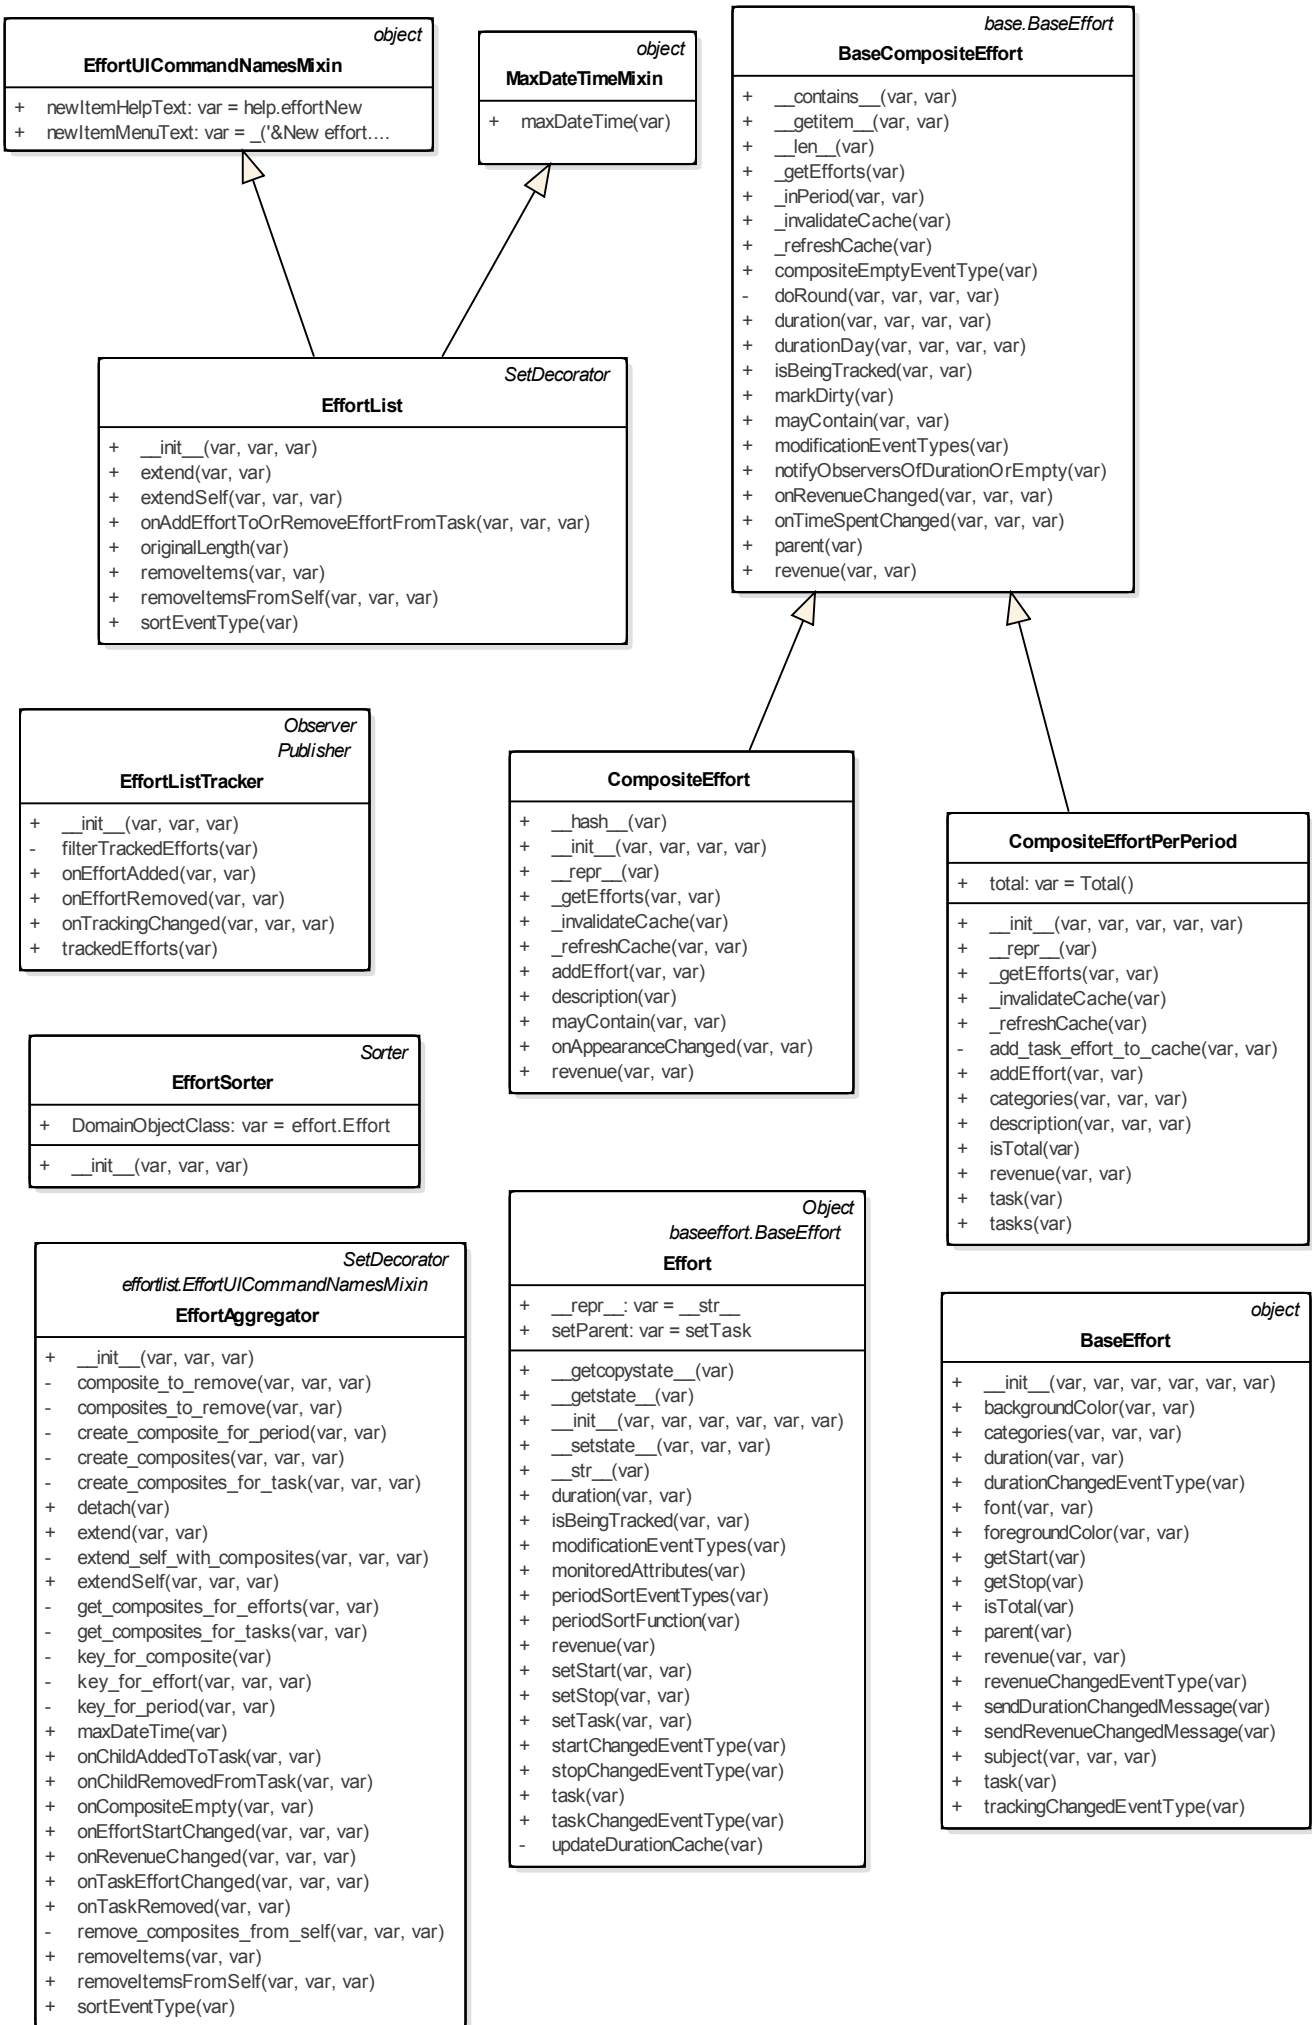 object
EffortUICommandNamesMixin
+ newItemHelpText: var = help.effortNew
+ newItemMenuText: var = _('&New effort....
object
MaxDateTimeMixin
+ maxDateTime(var)
base.BaseEffort
BaseCompositeEffort
+ __contains__(var, var)
+ __getitem__(var, var)
+ __len__(var)
+ _getEfforts(var)
+ _inPeriod(var, var)
+ _invalidateCache(var)
+ _refreshCache(var)
+ compositeEmptyEventType(var)
- doRound(var, var, var, var)
+ duration(var, var, var, var)
+ durationDay(var, var, var, var)
+ isBeingTracked(var, var)
+ markDirty(var)
+ mayContain(var, var)
+ modificationEventTypes(var)
+ notifyObserversOfDurationOrEmpty(var)
+ onRevenueChanged(var, var, var)
+ onTimeSpentChanged(var, var, var)
+ parent(var)
+ revenue(var, var)
SetDecorator
EffortList
+ __init__(var, var, var)
+ extend(var, var)
+ extendSelf(var, var, var)
+ onAddEffortToOrRemoveEffortFromTask(var, var, var)
+ originalLength(var)
+ removeItems(var, var)
+ removeItemsFromSelf(var, var, var)
+ sortEventType(var)
Observer
Publisher
EffortListTracker
+ __init__(var, var, var)
- filterTrackedEfforts(var)
+ onEffortAdded(var, var)
+ onEffortRemoved(var, var)
+ onTrackingChanged(var, var, var)
+ trackedEfforts(var)
CompositeEffort
+ __hash__(var)
+ __init__(var, var, var, var)
+ __repr__(var)
+ _getEfforts(var, var)
+ _invalidateCache(var)
+ _refreshCache(var, var)
+ addEffort(var, var)
+ description(var)
+ mayContain(var, var)
+ onAppearanceChanged(var, var)
+ revenue(var, var)
CompositeEffortPerPeriod
+ total: var = Total()
+ __init__(var, var, var, var, var)
+ __repr__(var)
+ _getEfforts(var, var)
+ _invalidateCache(var)
+ _refreshCache(var)
- add_task_effort_to_cache(var, var)
+ addEffort(var, var)
+ categories(var, var, var)
+ description(var, var, var)
+ isTotal(var)
+ revenue(var, var)
+ task(var)
+ tasks(var)
Sorter
EffortSorter
+ DomainObjectClass: var = effort.Effort
+ __init__(var, var, var)
SetDecorator
effortlist.EffortUICommandNamesMixin
EffortAggregator
+ __init__(var, var, var)
- composite_to_remove(var, var, var)
- composites_to_remove(var, var)
- create_composite_for_period(var, var)
- create_composites(var, var, var)
- create_composites_for_task(var, var, var)
+ detach(var)
+ extend(var, var)
- extend_self_with_composites(var, var, var)
+ extendSelf(var, var, var)
- get_composites_for_efforts(var, var)
- get_composites_for_tasks(var, var)
- key_for_composite(var)
- key_for_effort(var, var, var)
- key_for_period(var, var)
+ maxDateTime(var)
+ onChildAddedToTask(var, var)
+ onChildRemovedFromTask(var, var)
+ onCompositeEmpty(var, var)
+ onEffortStartChanged(var, var, var)
+ onRevenueChanged(var, var, var)
+ onTaskEffortChanged(var, var, var)
+ onTaskRemoved(var, var)
- remove_composites_from_self(var, var, var)
+ removeItems(var, var)
+ removeItemsFromSelf(var, var, var)
+ sortEventType(var)
Object
baseeffort.BaseEffort
Effort
+ __repr__: var = __str__
+ setParent: var = setTask
+ __getcopystate__(var)
+ __getstate__(var)
+ __init__(var, var, var, var, var, var)
+ __setstate__(var, var, var)
+ __str__(var)
+ duration(var, var)
+ isBeingTracked(var, var)
+ modificationEventTypes(var)
+ monitoredAttributes(var)
+ periodSortEventTypes(var)
+ periodSortFunction(var)
+ revenue(var)
+ setStart(var, var)
+ setStop(var, var)
+ setTask(var, var)
+ startChangedEventType(var)
+ stopChangedEventType(var)
+ task(var)
+ taskChangedEventType(var)
- updateDurationCache(var)
object
BaseEffort
+ __init__(var, var, var, var, var, var)
+ backgroundColor(var, var)
+ categories(var, var, var)
+ duration(var, var)
+ durationChangedEventType(var)
+ font(var, var)
+ foregroundColor(var, var)
+ getStart(var)
+ getStop(var)
+ isTotal(var)
+ parent(var)
+ revenue(var, var)
+ revenueChangedEventType(var)
+ sendDurationChangedMessage(var)
+ sendRevenueChangedMessage(var)
+ subject(var, var, var)
+ task(var)
+ trackingChangedEventType(var)